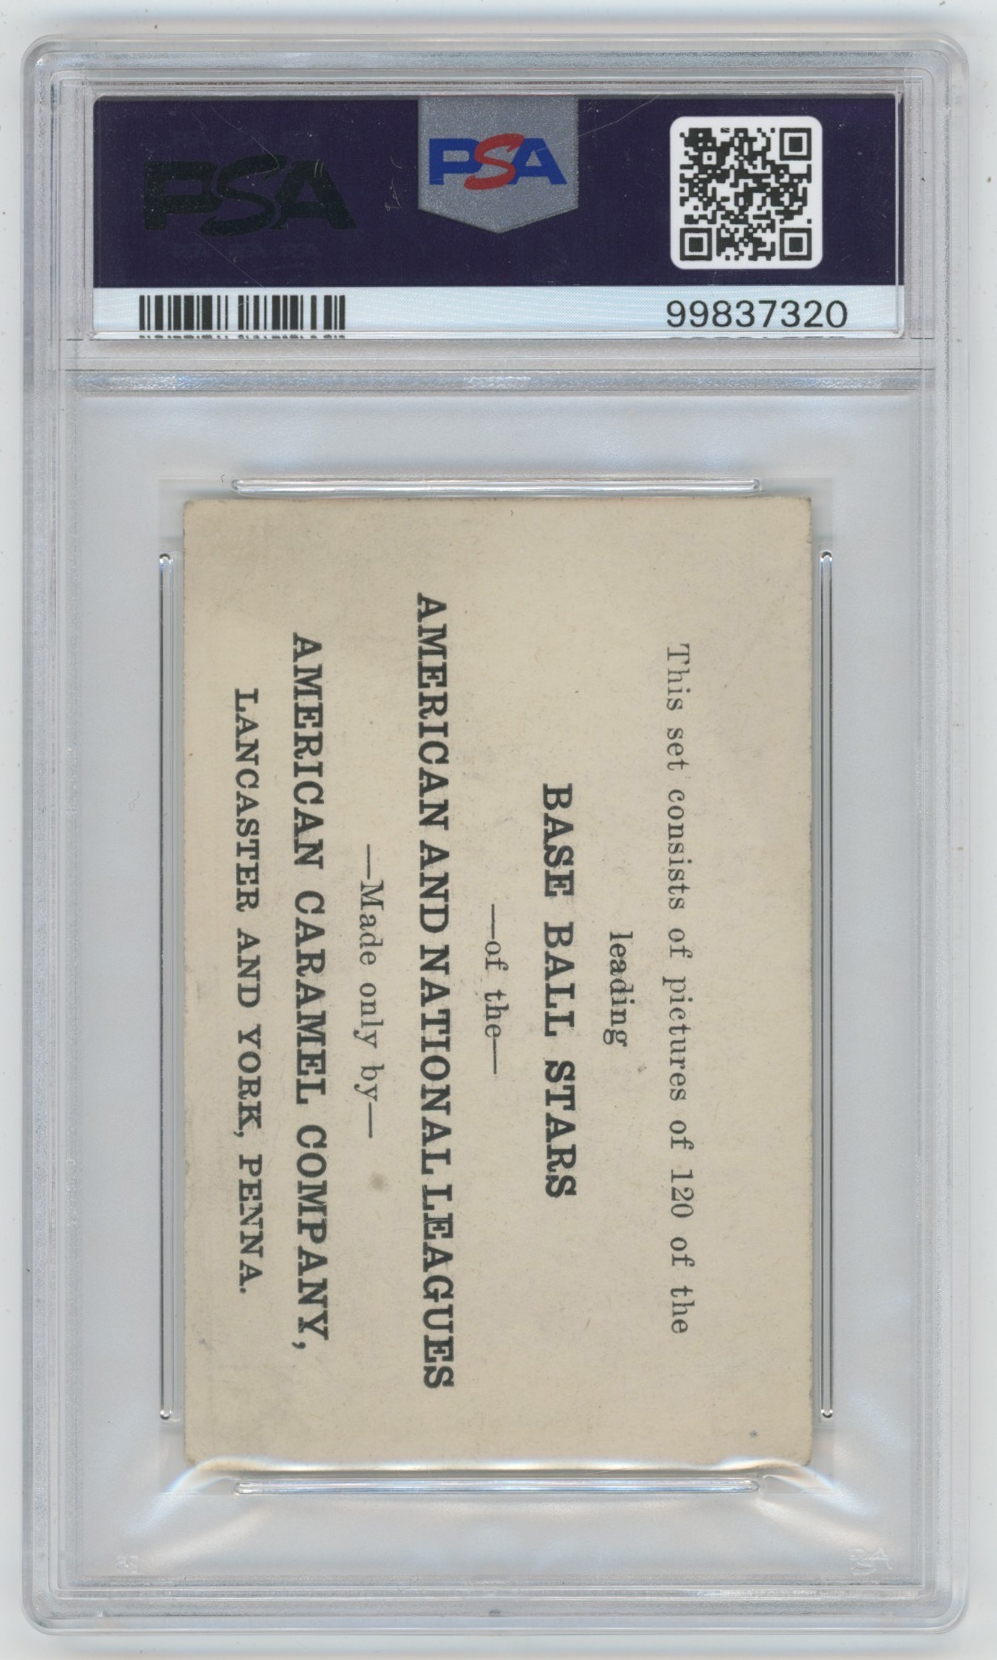 PSA
PSA
99837320
This set consists of pictures of 120 of the
leading
BASE BALL STARS
—of the—
AMERICAN AND NATIONAL LEAGUES
—Made only by—
AMERICAN CARAMEL COMPANY,
LANCASTER AND YORK, PENNA.
PSA